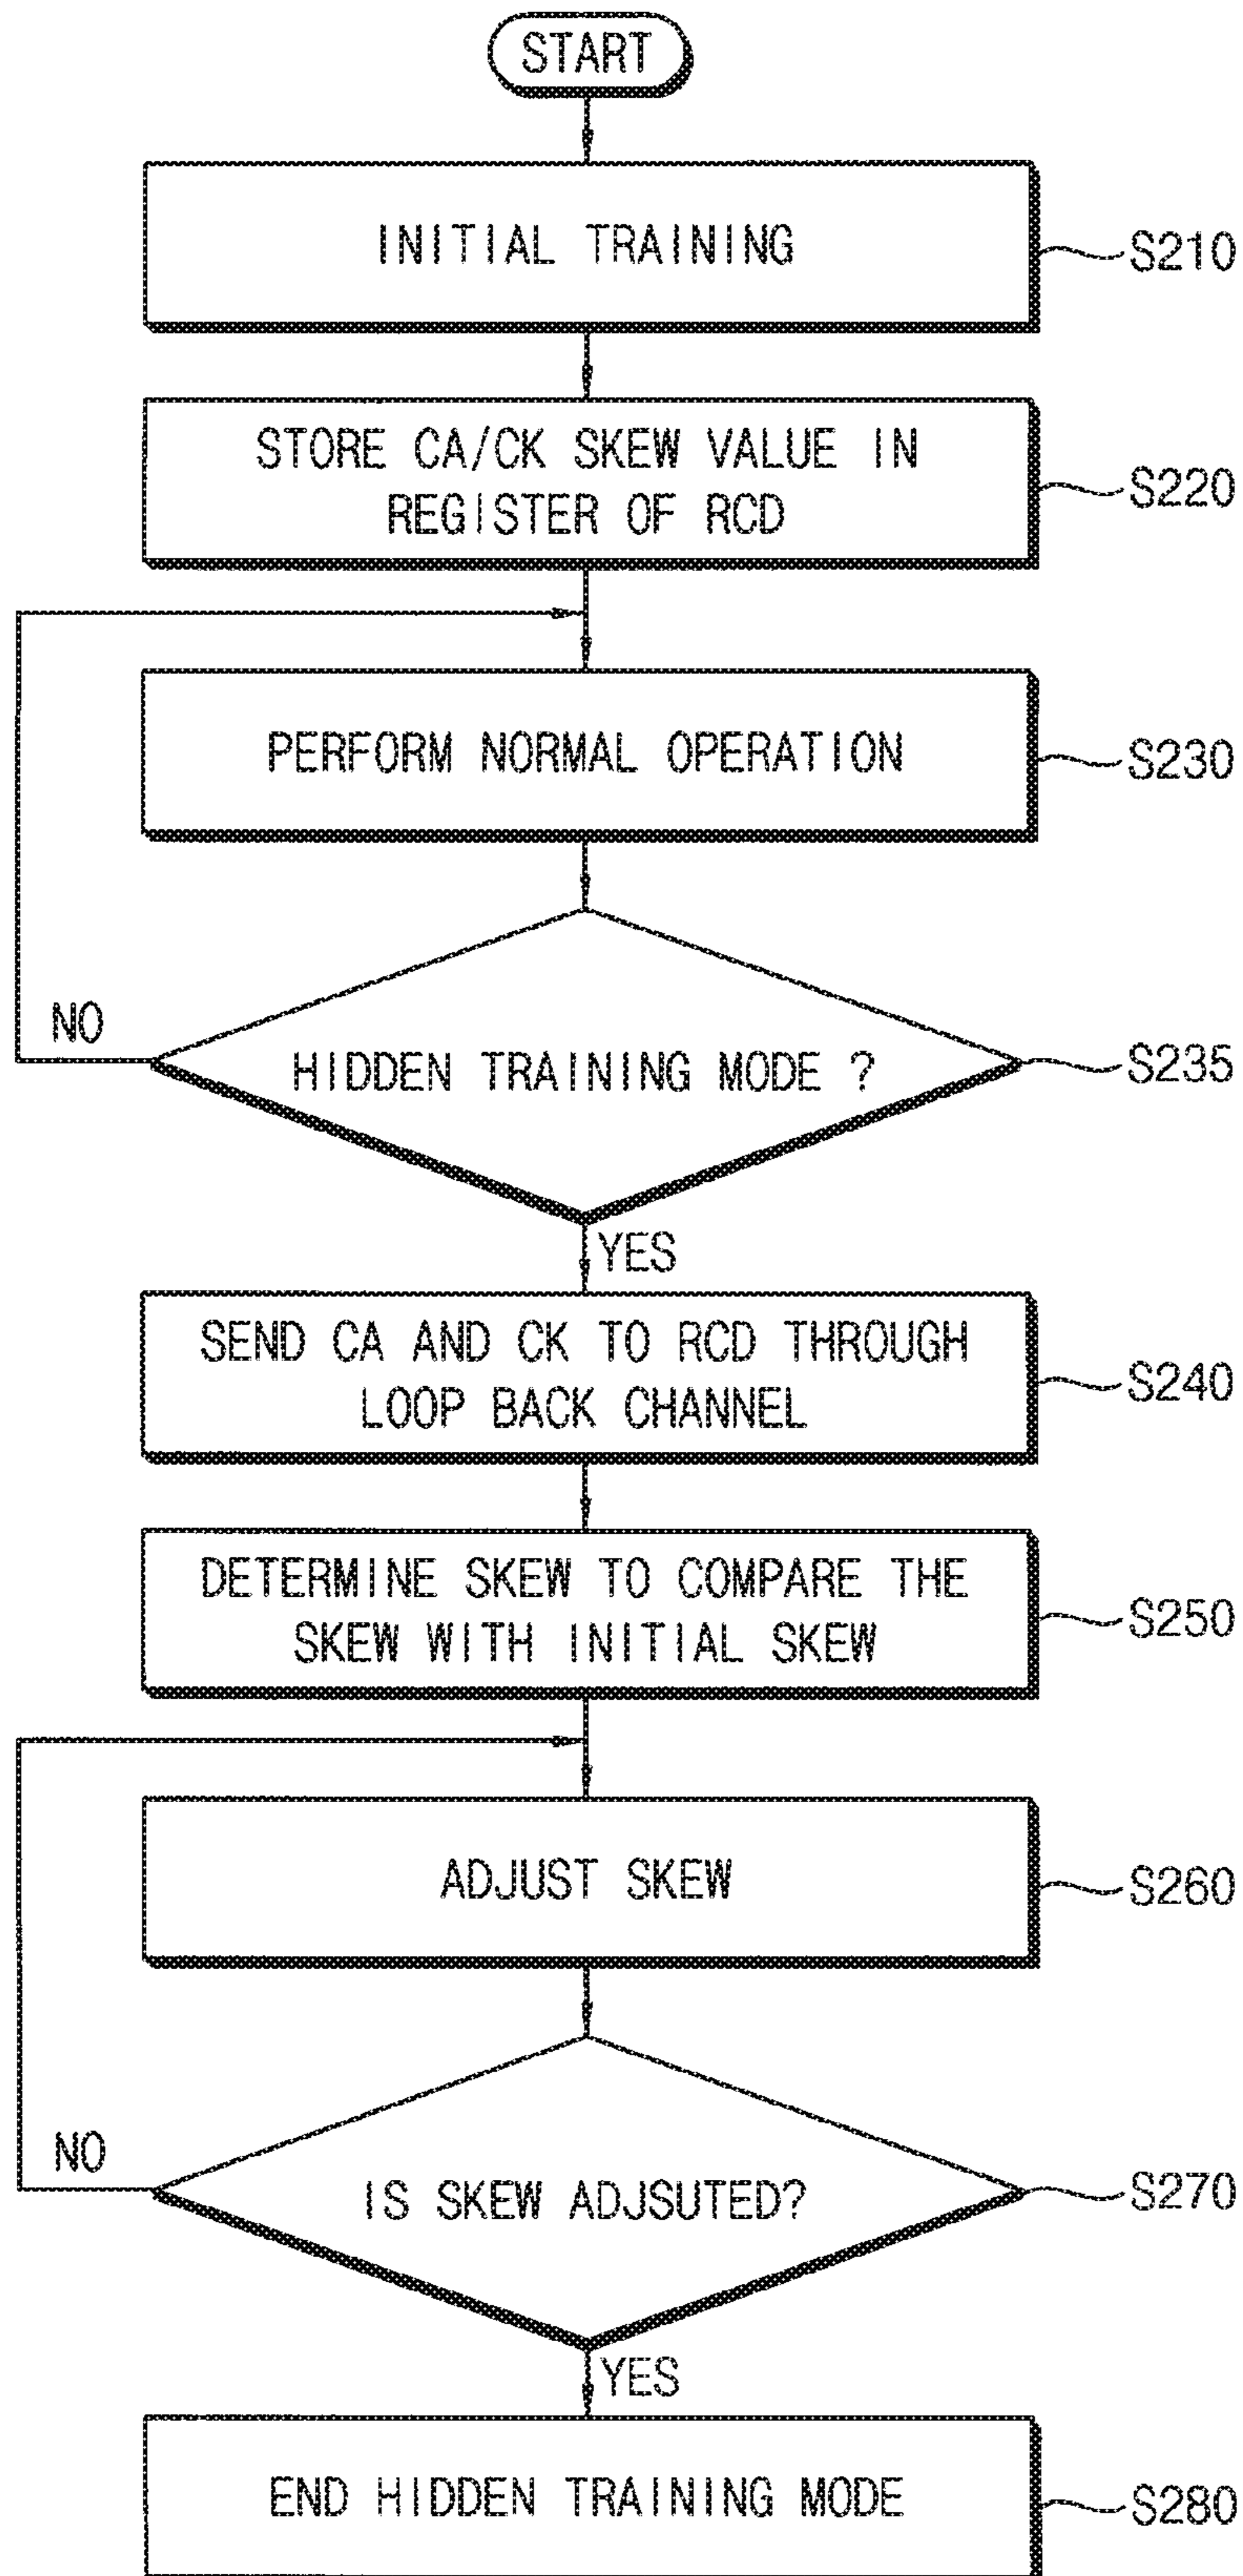 START
INITIAL TRAINING
S210
STORE CA/CK SKEW VALUE IN
REGISTER OF RCD
S220
PERFORM NORMAL OPERATION
S230
NO
HIDDEN TRAINING MODE ?
S235
YES
SEND CA AND CK TO RCD THROUGH
LOOP BACK CHANNEL
S240
DETERMINE SKEW TO COMPARE THE
SKEW WITH INITIAL SKEW
S250
ADJUST SKEW
S260
NO
IS SKEW ADJSUTED?
S270
YES
END HIDDEN TRAINING MODE
S280